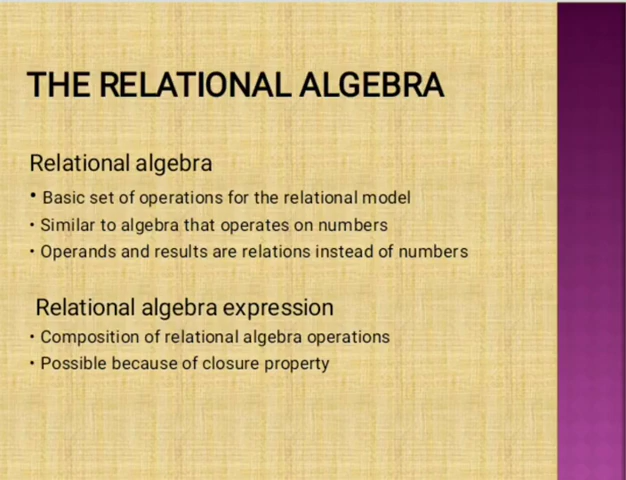 THE RELATIONAL ALGEBRA
Relational algebra
• Basic set of operations for the relational model
• Similar to algebra that operates on numbers
• Operands and results are relations instead of numbers
Relational algebra expression
• Composition of relational algebra operations
• Possible because of closure property